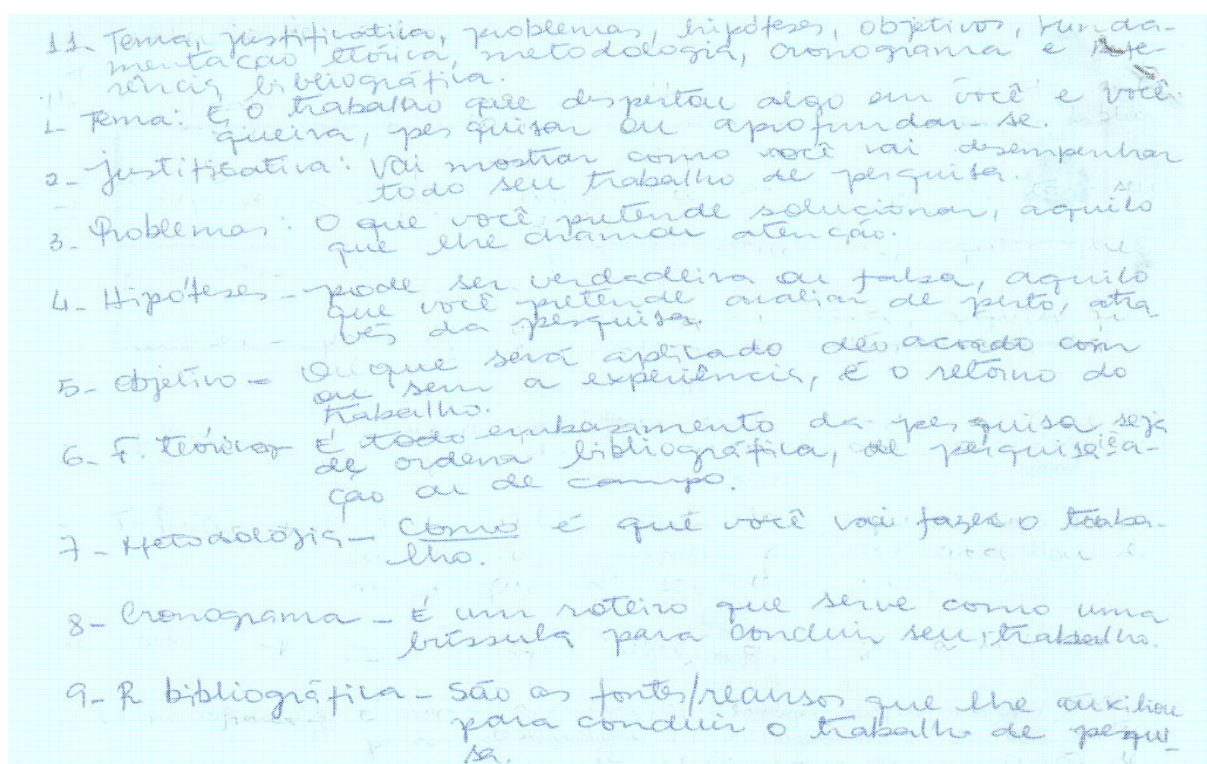 11- Tema, justificativa, problemas, hipóteses, objetivos, funda-
mentação teórica, metodologia, cronograma e refe-
rência bibliográfica.
1- Tema: É o trabalho que despertou algo em você e você
queira, pesquisar ou aprofundar-se.
2- justificativa: Vai mostrar como você vai desempenhar
todo seu trabalho de pesquisa.
3- Problemas: O que você pretende solucionar, aquilo
que lhe chamou atenção.
4- Hipóteses - pode ser verdadeira ou falsa, aquilo
que você pretende avaliar de perto, atra
vés da pesquisa.
5- Objetivo - O que será aplicado de acordo com
ou sem a experiência, é o retorno do
trabalho.
6- F. teórica - É todo embasamento da pesquisa seja
de ordem bibliográfica, de pesquisa a-
ção ou de campo.
7- Metodologia - Como é que você vai fazer o traba-
lho.
8- Cronograma - É um roteiro que serve como uma
bússula para conduzir seu trabalho.
9- R bibliográfica - São as fontes/recursos que lhe auxiliou
para conduzir o trabalho de pesqui_
sa.